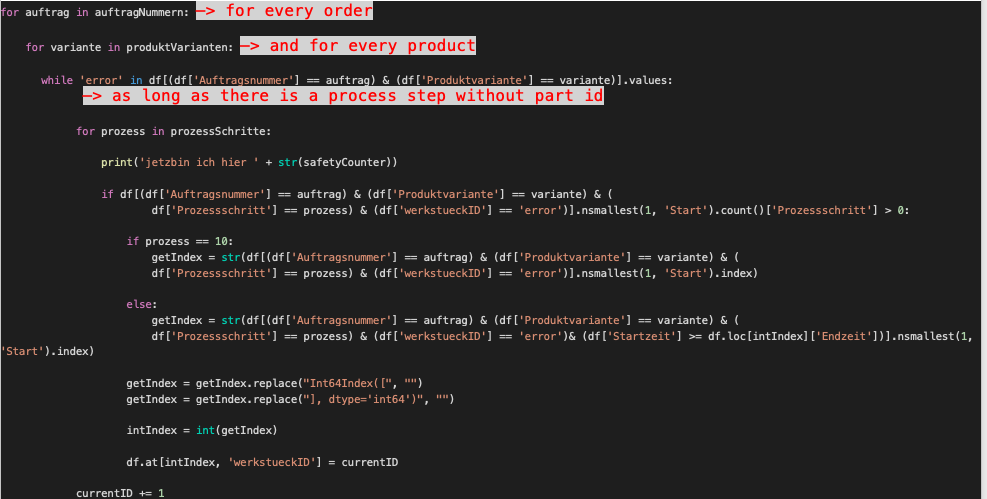 for auftrag in auftragNummern: —> for every order
for variante in produktVarianten: —> and for every product
while 'error' in df[(df['Auftragsnummer'] == auftrag) & (df['Produktvariante'] == variante)].values:
—> as long as there is a process step without part id
for prozess in prozessSchritte:
print('jetzbin ich hier ' + str(safetyCounter))
if df[(df['Auftragsnummer'] == auftrag) & (df['Produktvariante'] == variante) & (
df['Prozessschritt'] == prozess) & (df['werkstueckID'] == 'error')].nsmallest(1, 'Start').count()['Prozessschritt'] > 0:
if prozess == 10:
getIndex = str(df[(df['Auftragsnummer'] == auftrag) & (df['Produktvariante'] == variante) & (
df['Prozessschritt'] == prozess) & (df['werkstueckID'] == 'error')].nsmallest(1, 'Start').index)
else:
getIndex = str(df[(df['Auftragsnummer'] == auftrag) & (df['Produktvariante'] == variante) & (
df['Prozessschritt'] == prozess) & (df['werkstueckID'] == 'error')& (df['Startzeit'] >= df.loc[intIndex]['Endzeit'])].nsmallest(1,
'Start').index)
getIndex = getIndex.replace("Int64Index([", "")
getIndex = getIndex.replace("], dtype='int64')", "")
intIndex = int(getIndex)
df.at[intIndex, 'werkstueckID'] = currentID
currentID += 1